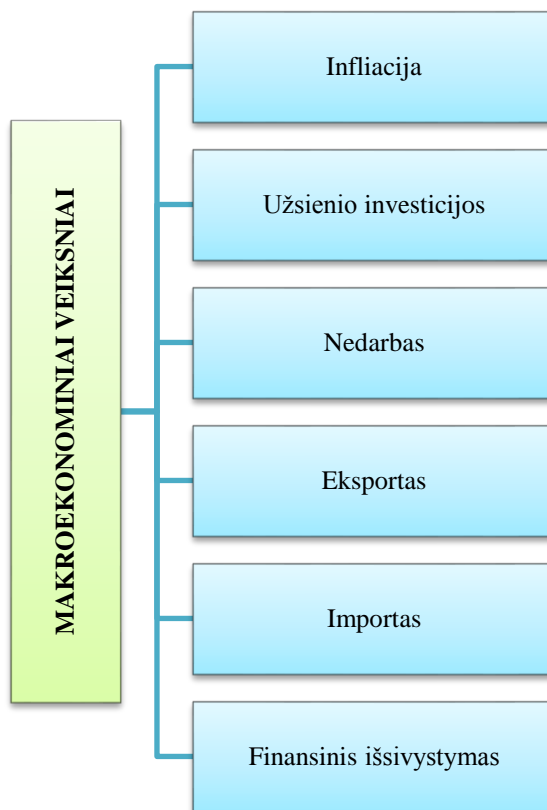 MAKROEKONOMINIAI VEIKSNIAI
Infliacija
Užsienio investicijos
Nedarbas
Eksportas
Importas
Finansinis išsivystymas